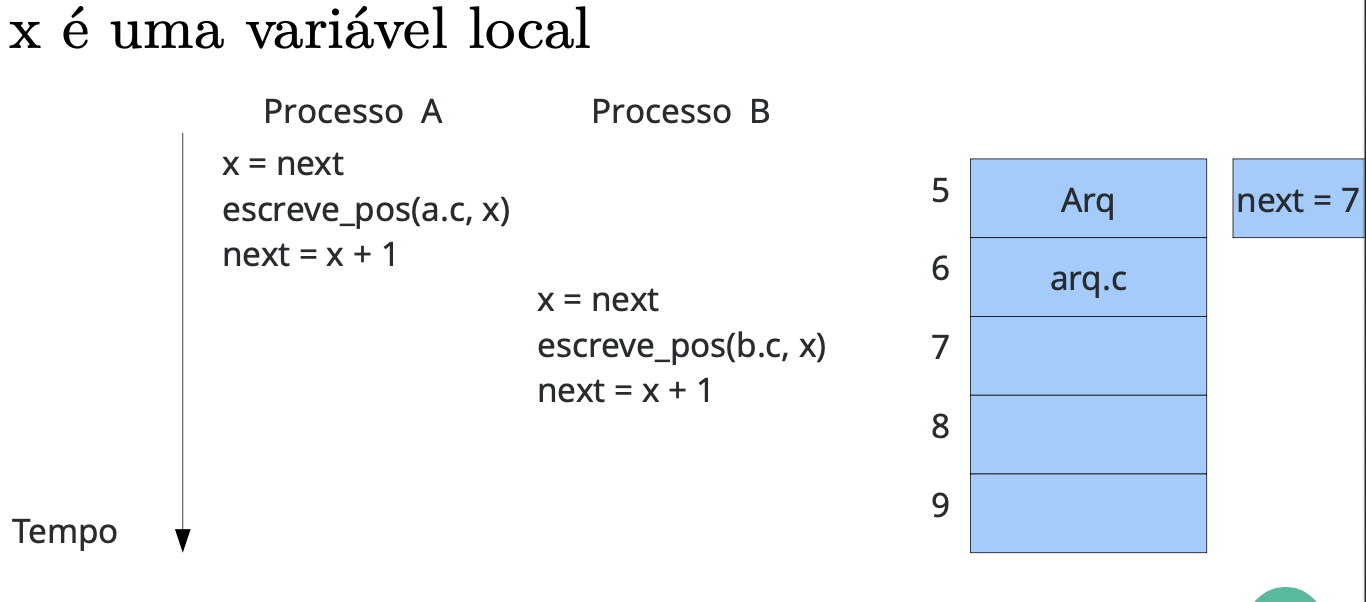 x é uma variável local
Processo A
Processo B
x = next
escreve_pos(a.c, x)
next = x + 1
x = next
escreve_pos(b.c, x)
next = x + 1
Tempo
5
Arq
next = 7
6
arq.c
7
8
9